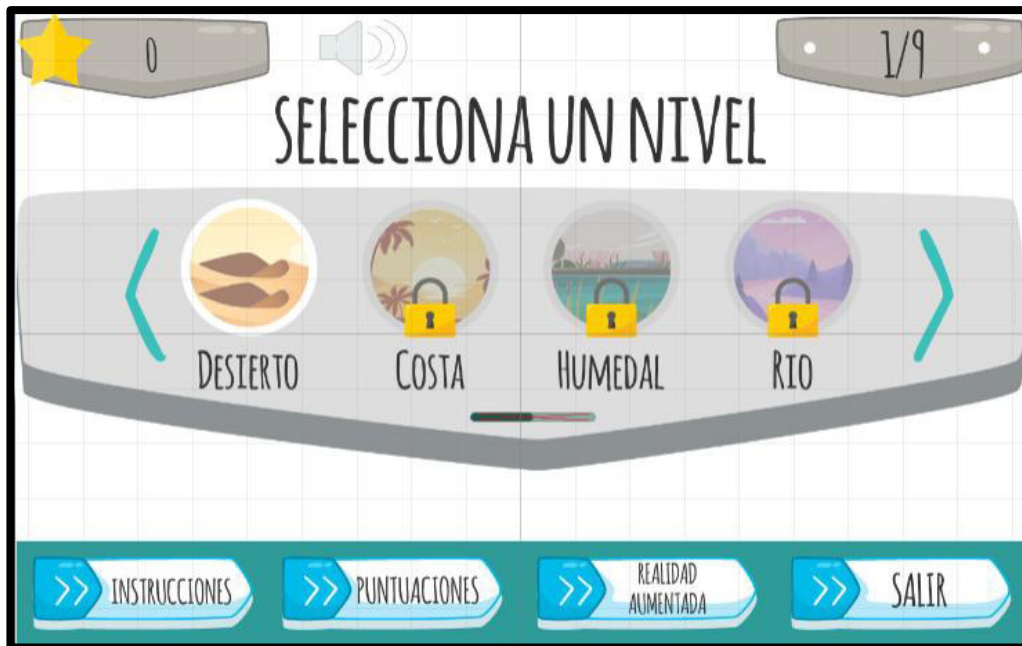 0
1/9
SELECCIONA UN NIVEL
DESIERTO
COSTA
HUMEDAL
RIO
INSTRUCCIONES
PUNTUACIONES
REALIDAD
AUMENTADA
SALIR